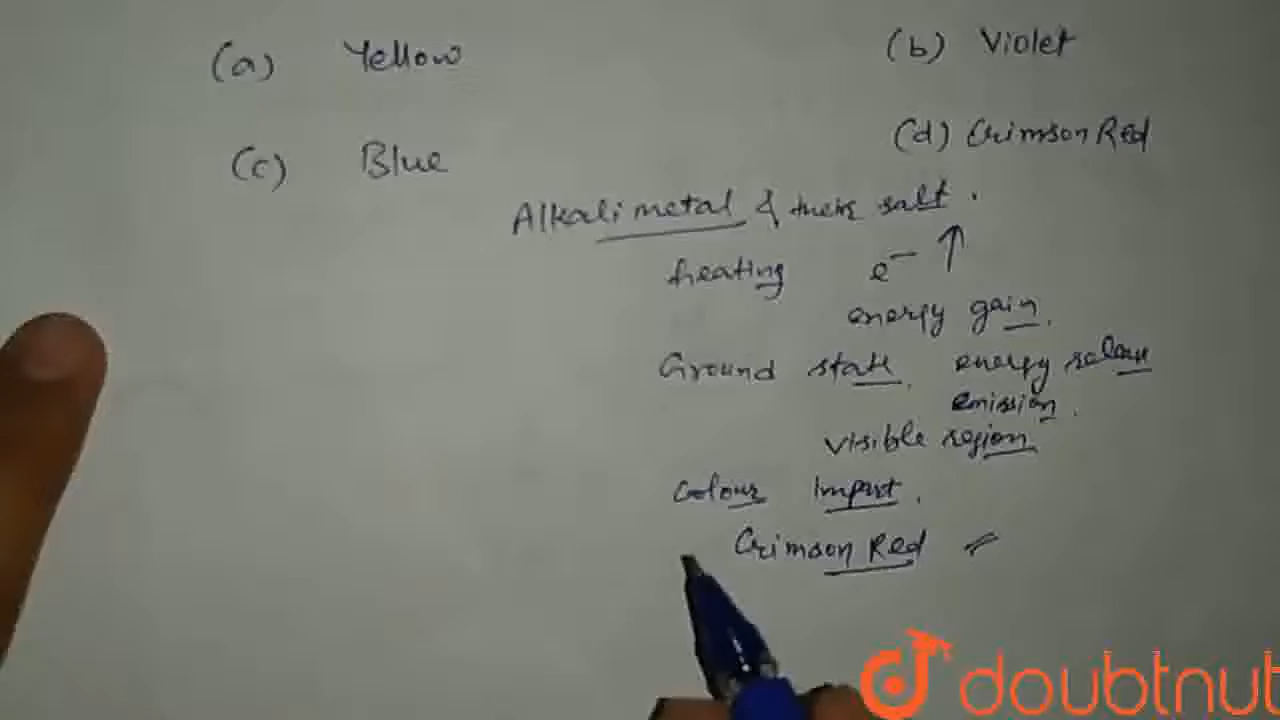 (a) Yellow (b) Violet
(c) Blue (d) Crimson Red
Alkali metal & their salt.
heating e⁻ ↑
energy gain.
Ground state. energy release
emission.
visible region
Colour Impart.
Crimson Red
doubtnut